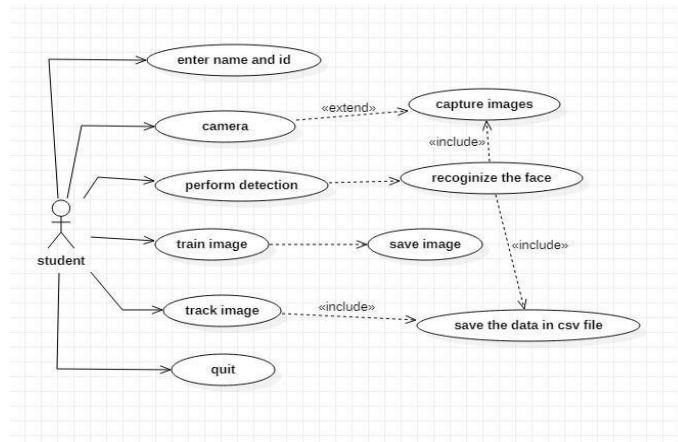 enter name and id
«extend»
capture images
camera
«include»
perform detection
recoginize the face
student
train image
save image
«include»
track image
«include»
save the data in csv file
quit